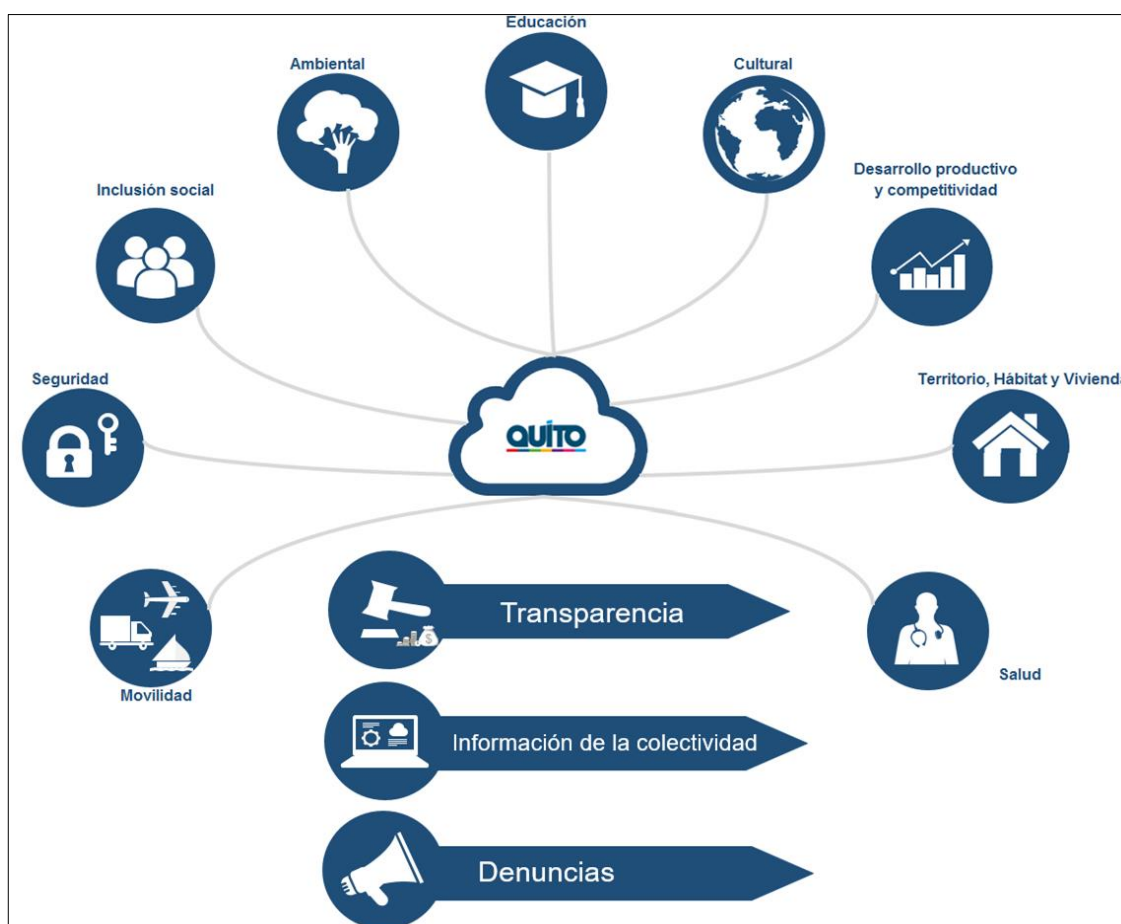 Educación
Ambiental
Cultural
Desarrollo productivo
y competitividad
Inclusión social
Seguridad
Territorio, Hábitat y Vivienda
QUITO
Transparencia
Salud
Movilidad
Información de la colectividad
Denuncias